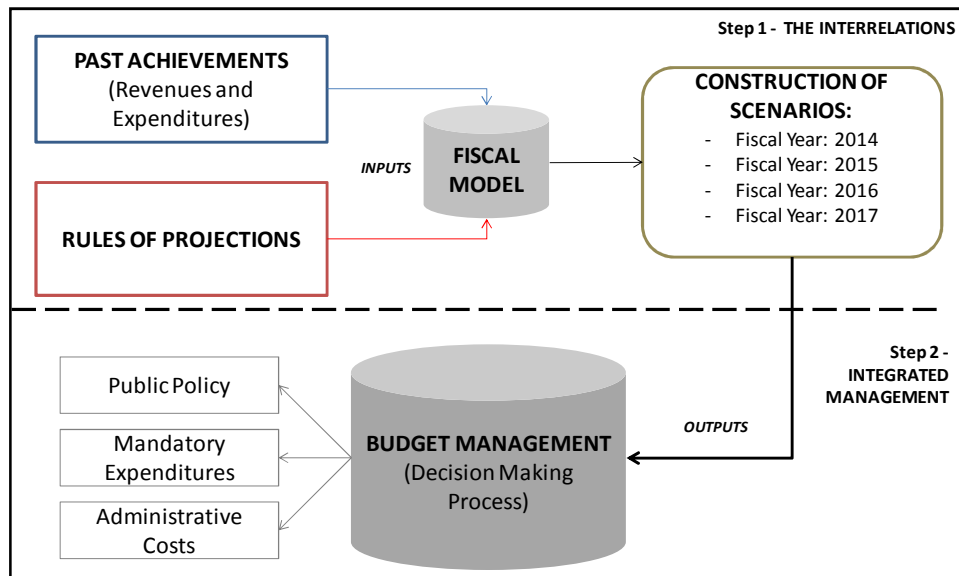 Step 1 - THE INTERRELATIONS
PAST ACHIEVEMENTS
(Revenues and
Expenditures)
RULES OF PROJECTIONS
INPUTS
FISCAL
MODEL
CONSTRUCTION OF
SCENARIOS:
- Fiscal Year: 2014
- Fiscal Year: 2015
- Fiscal Year: 2016
- Fiscal Year: 2017
Step 2 -
INTEGRATED
MANAGEMENT
OUTPUTS
BUDGET MANAGEMENT
(Decision Making
Process)
Public Policy
Mandatory
Expenditures
Administrative
Costs